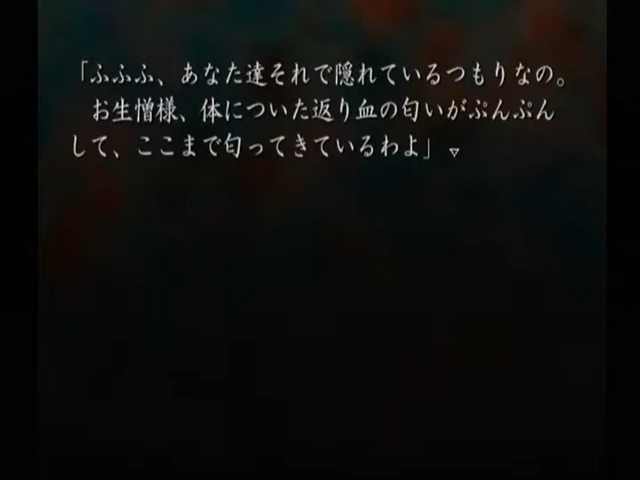 「ふふふ、あなた達それで隠れているつもりなの。
お生憎様、体についた返り血の匂いがぷんぷん
して、ここまで匂ってきているわよ」▿